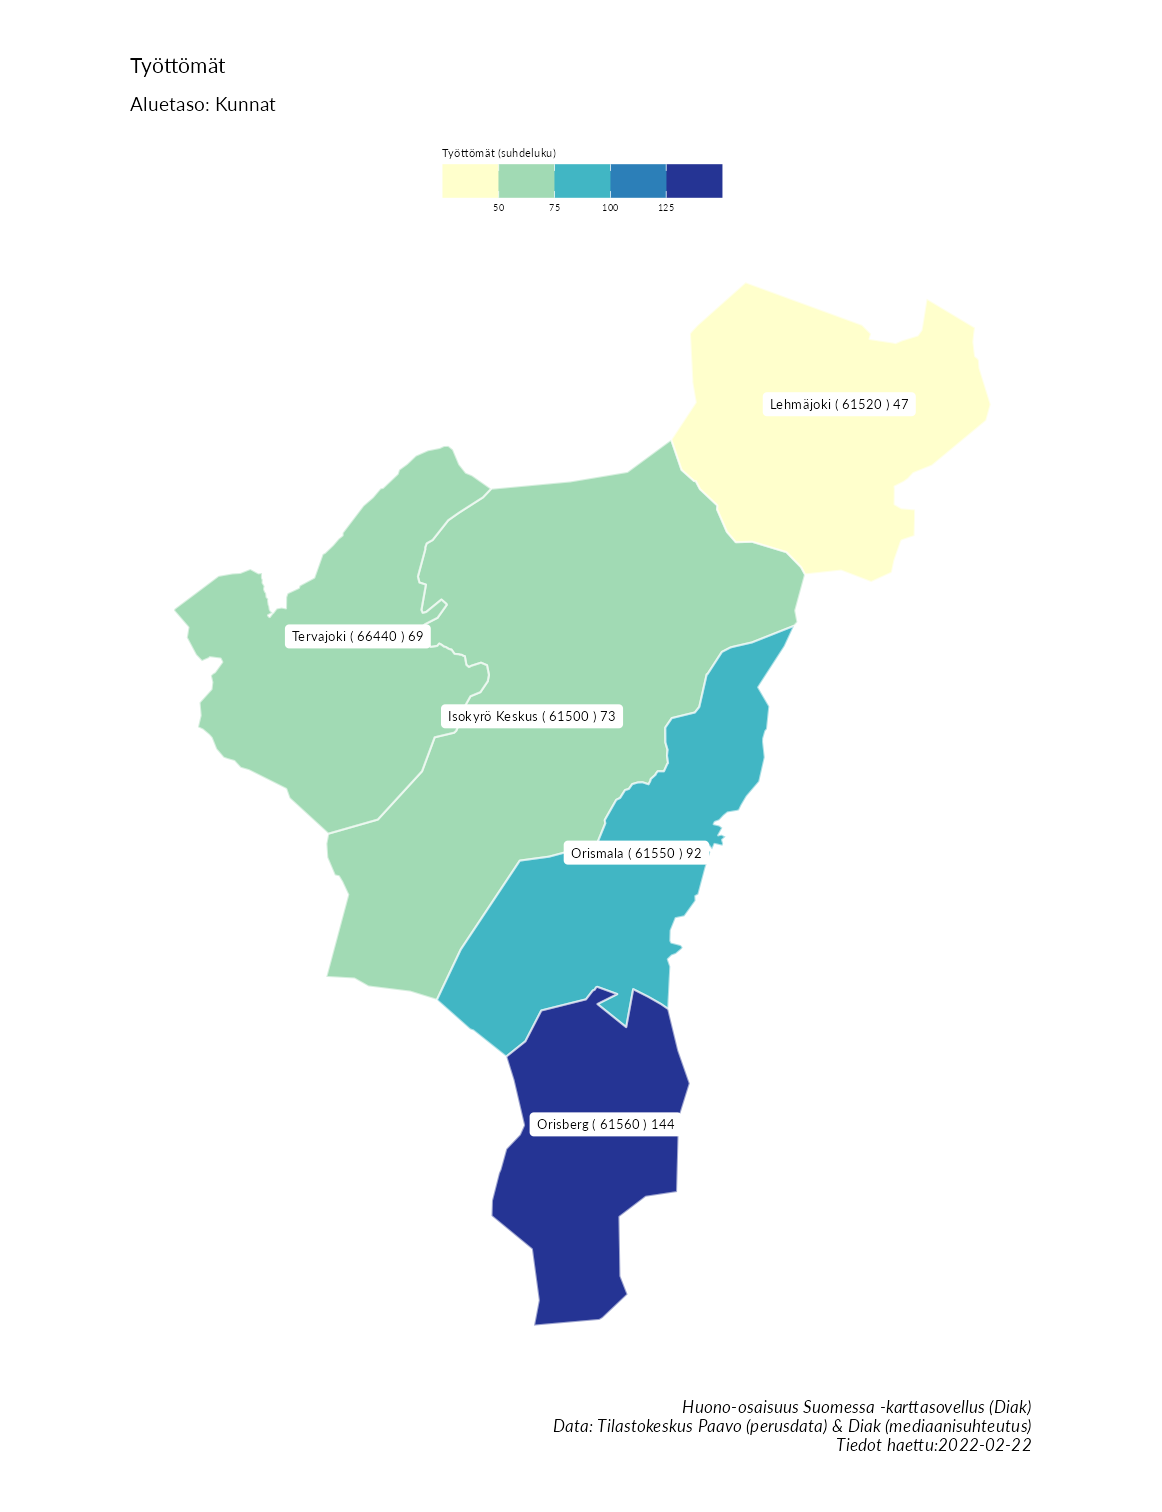 Työttömät
Aluetaso: Kunnat
Työttömät (suhdeluku)
50 75 100 125
Lehmäjoki ( 61520 ) 47
Tervajoki ( 66440 ) 69
Isokyrö Keskus ( 61500 ) 73
Orismala ( 61550 ) 92
Orisberg ( 61560 ) 144
Huono-osaisuus Suomessa -karttasovellus (Diak)
Data: Tilastokeskus Paavo (perusdata) & Diak (mediaanisuhteutus)
Tiedot haettu:2022-02-22